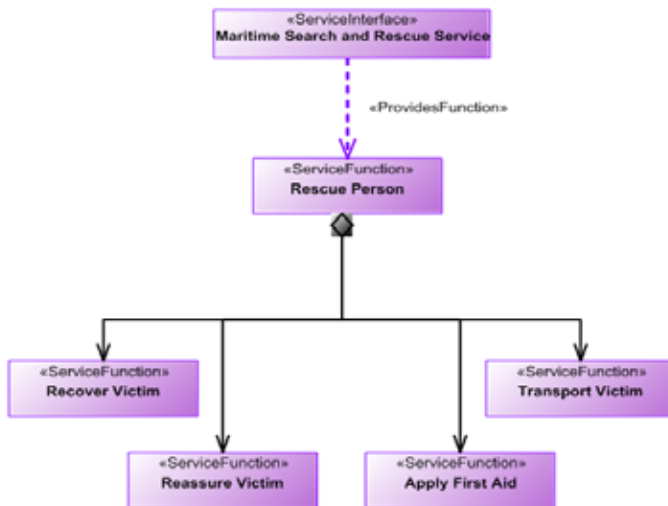 «ServiceInterface»
Maritime Search and Rescue Service
«ProvidesFunction»
«ServiceFunction»
Rescue Person
«ServiceFunction»
Recover Victim
«ServiceFunction»
Transport Victim
«ServiceFunction»
Reassure Victim
«ServiceFunction»
Apply First Aid